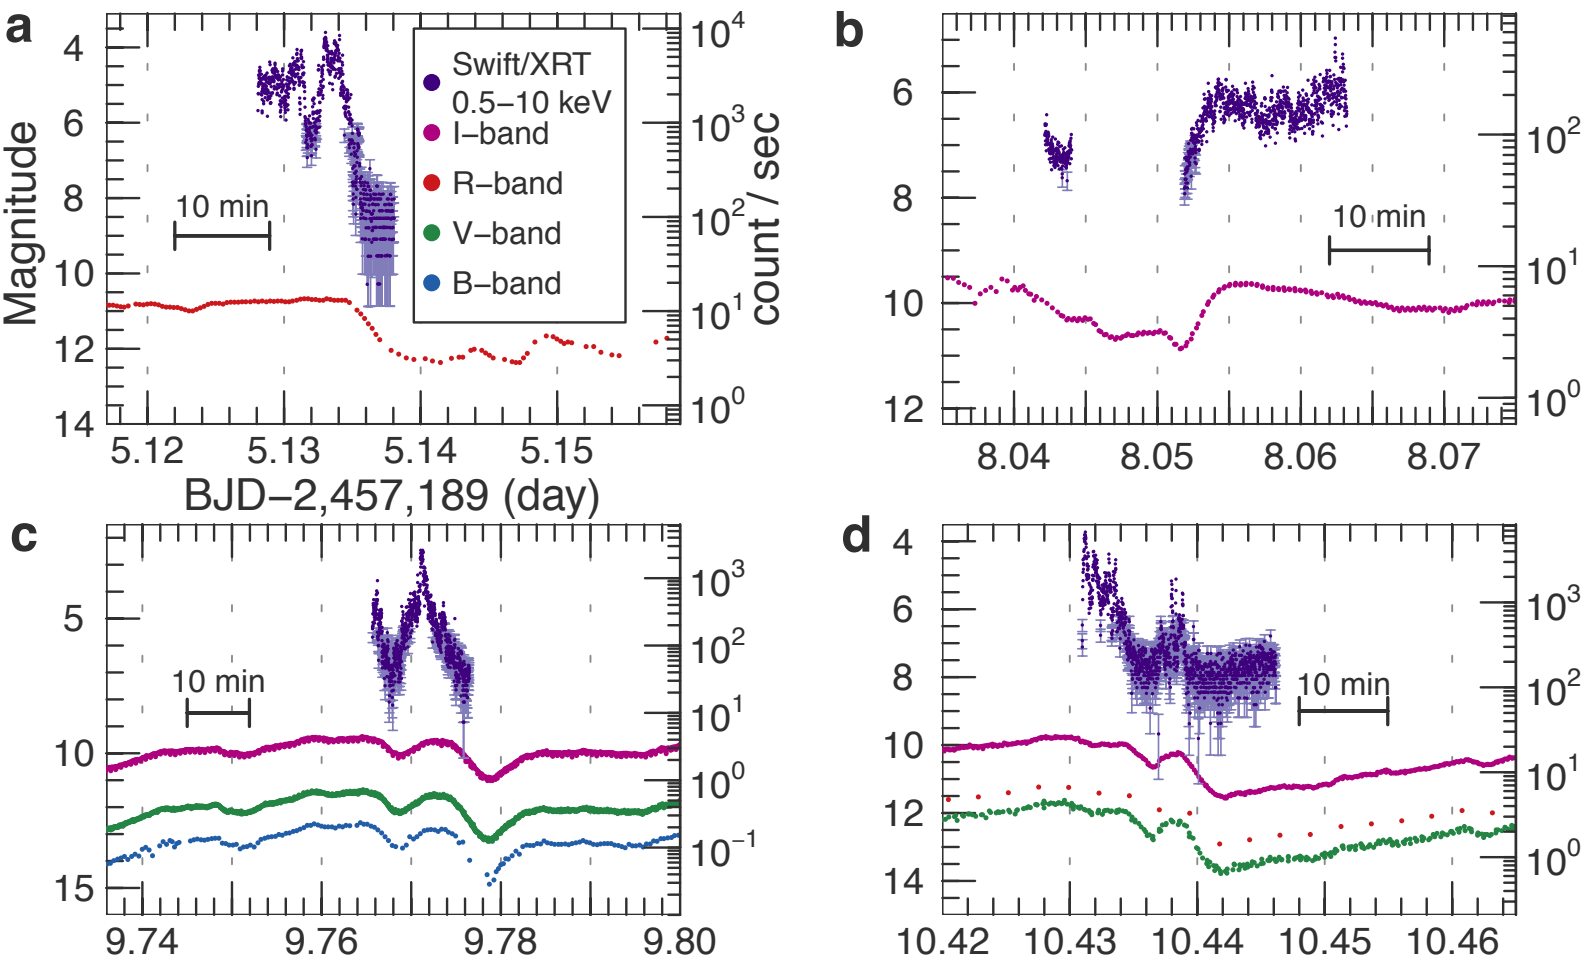 a
4
6
8
10
12
14
Magnitude
10 min
Swift/XRT
0.5−10 keV
I−band
R−band
V−band
B−band
10^4
10^3
10^2
10^1
10^0
count / sec
5.12 5.13 5.14 5.15
BJD−2,457,189 (day)
b
6
8
10
12
10 min
10^2
10^1
10^0
8.04 8.05 8.06 8.07
c
5
10
15
10 min
10^3
10^2
10^1
10^0
10^−1
9.74 9.76 9.78 9.80
d
4
6
8
10
12
14
10 min
10^3
10^2
10^1
10^0
10.42 10.43 10.44 10.45 10.46